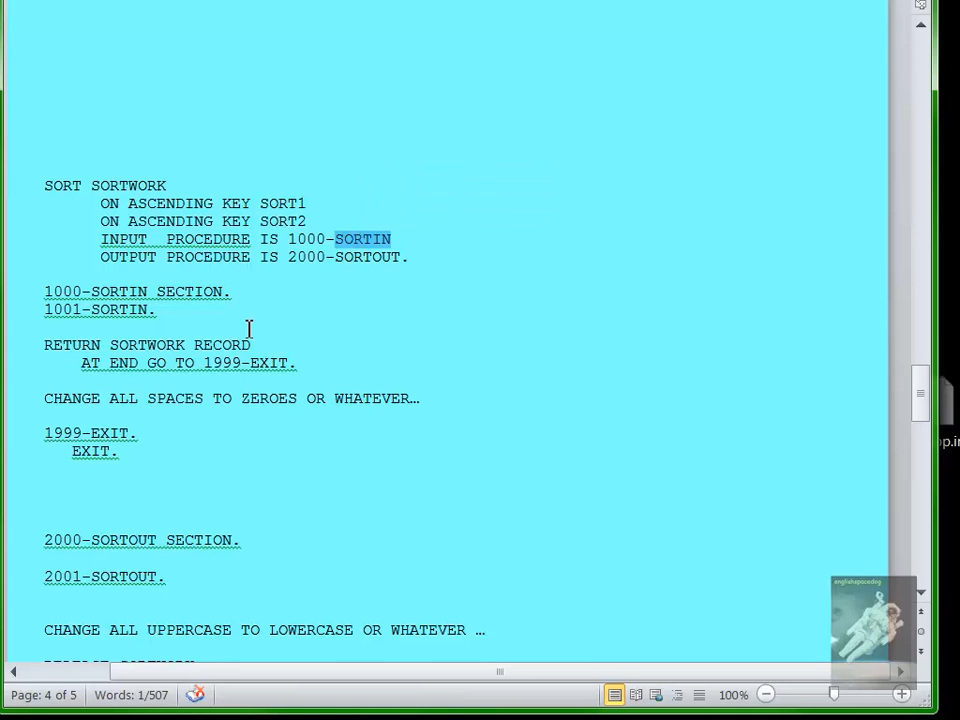 SORT SORTWORK
ON ASCENDING KEY SORT1
ON ASCENDING KEY SORT2
INPUT  PROCEDURE IS 1000-SORTIN
OUTPUT PROCEDURE IS 2000-SORTOUT.
1000-SORTIN SECTION.
1001-SORTIN.
RETURN SORTWORK RECORD
AT END GO TO 1999-EXIT.
CHANGE ALL SPACES TO ZEROES OR WHATEVER…
1999-EXIT.
EXIT.
2000-SORTOUT SECTION.
2001-SORTOUT.
englishspacedog
CHANGE ALL UPPERCASE TO LOWERCASE OR WHATEVER …
Page: 4 of 5 Words: 1/507 100%